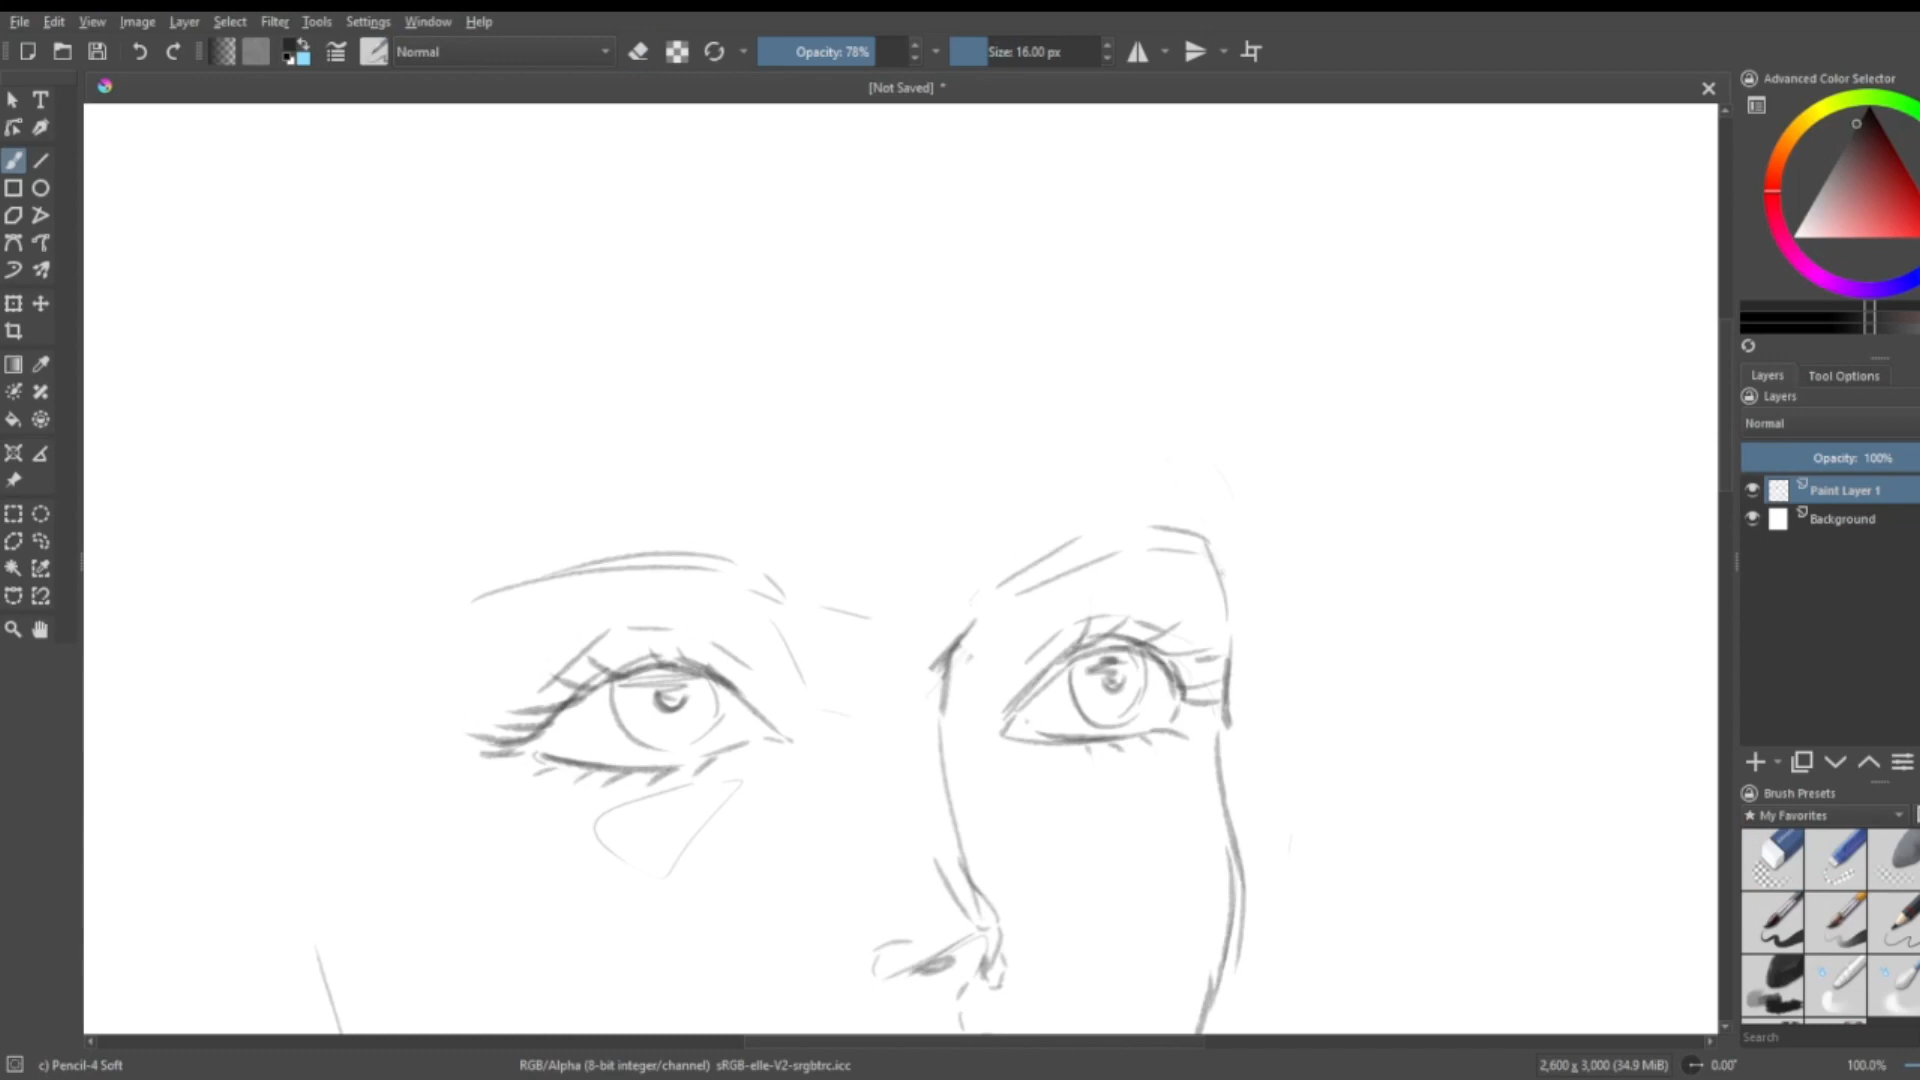 File Edit View Image Layer Select Filter Tools Settings Window Help
Normal Opacity: 78% Size: 16.00 px
[Not Saved] *
Advanced Color Selector
Layers Tool Options
Layers
Normal
Opacity: 100%
Paint Layer 1
Background
Brush Presets
★ My Favorites
Search
c) Pencil-4 Soft RGB/Alpha (8-bit integer/channel) sRGB-elle-V2-srgbtrc.icc 2,600 x 3,000 (34.9 MiB) 0.00° 100.0%